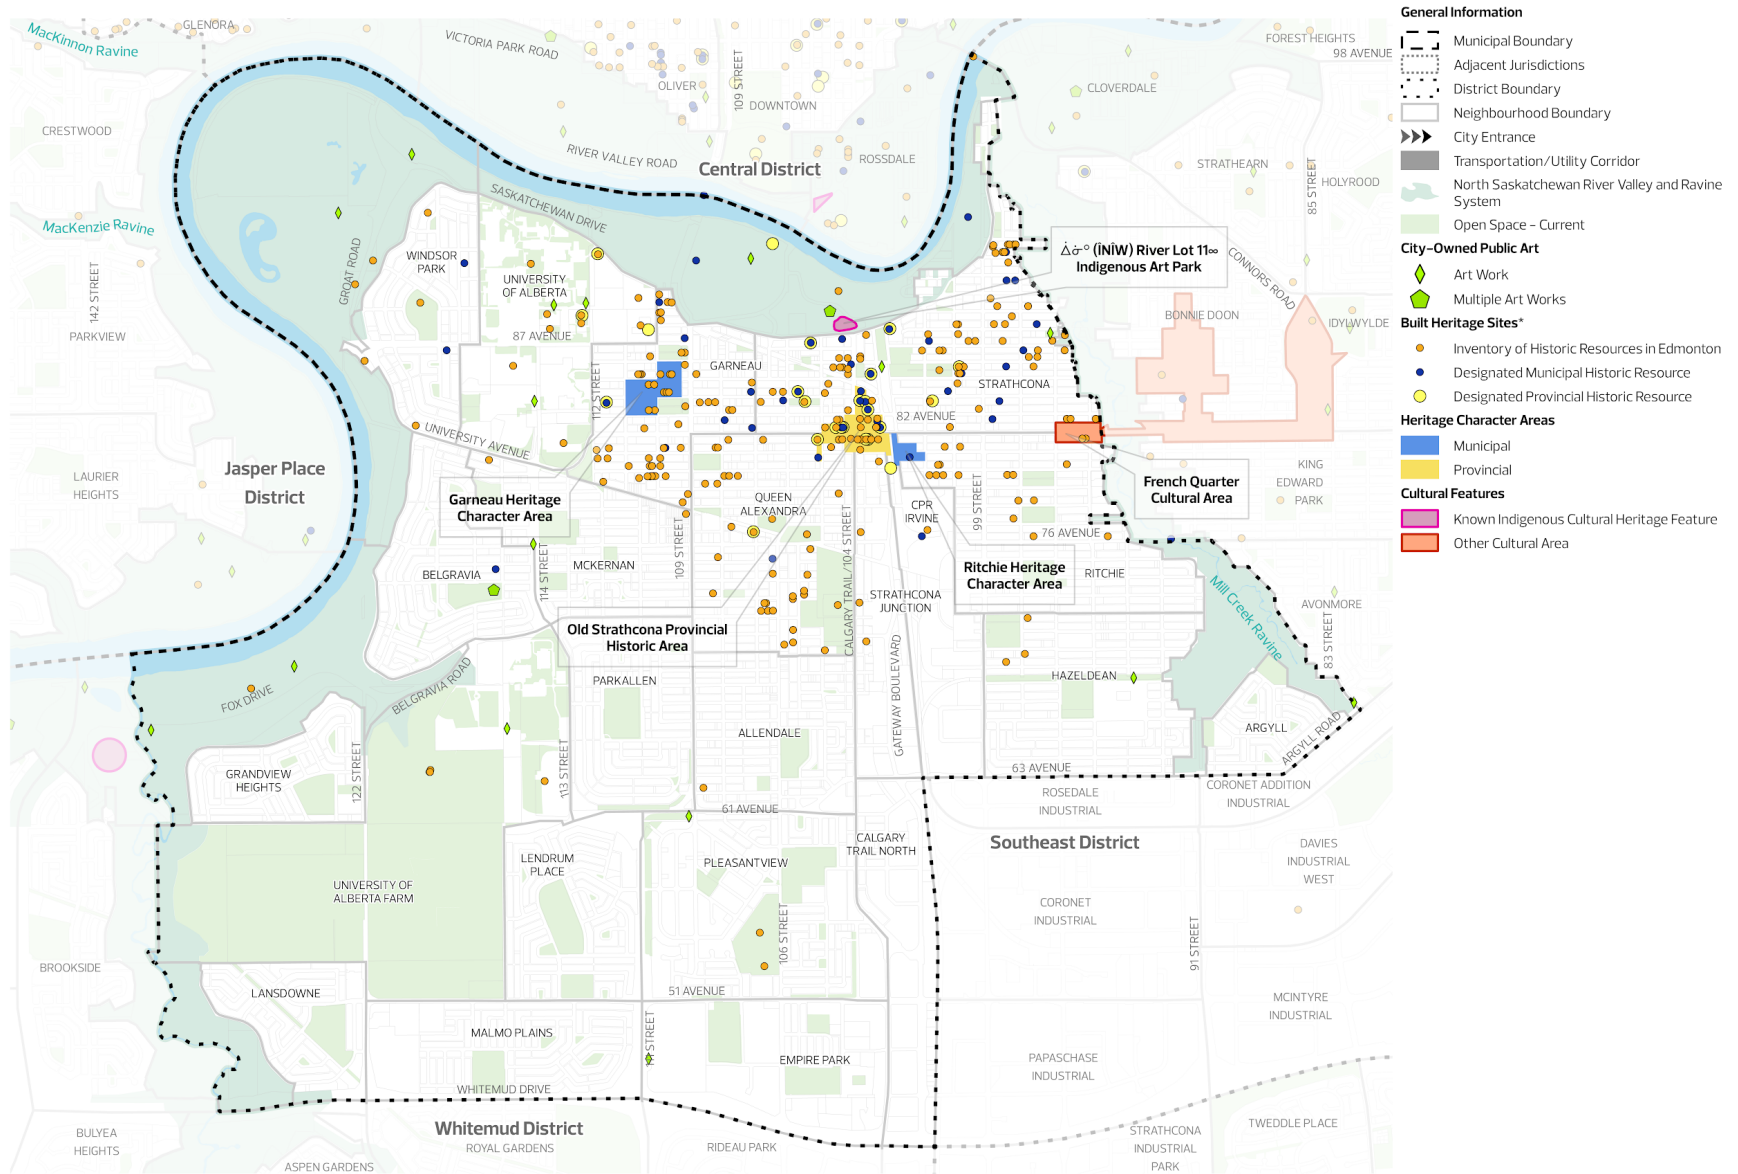 GLENORA
MacKinnon Ravine
VICTORIA PARK ROAD
109 STREET
FOREST HEIGHTS
98 AVENUE
OLIVER
DOWNTOWN
CLOVERDALE
CRESTWOOD
RIVER VALLEY ROAD
Central District
ROSSDALE
STRATHEARN
HOLYROOD
85 STREET
SASKATCHEWAN DRIVE
MacKenzie Ravine
GROAT ROAD
WINDSOR
PARK
UNIVERSITY
OF ALBERTA
142 STREET
ᐃᓃᐤ (ÎNÎW) River Lot 11∞
Indigenous Art Park
CONNORS ROAD
BONNIE DOON
IDYLWYLDE
PARKVIEW
87 AVENUE
112 STREET
GARNEAU
STRATHCONA
82 AVENUE
UNIVERSITY AVENUE
Jasper Place
District
LAURIER
HEIGHTS
Garneau Heritage
Character Area
QUEEN
ALEXANDRA
CPR
IRVINE
99 STREET
French Quarter
Cultural Area
KING
EDWARD
PARK
76 AVENUE
109 STREET
114 STREET
MCKERNAN
BELGRAVIA
CALGARY TRAIL/104 STREET
STRATHCONA
JUNCTION
Ritchie Heritage
Character Area
RITCHIE
Mill Creek Ravine
AVONMORE
83 STREET
Old Strathcona Provincial
Historic Area
GATEWAY BOULEVARD
FOX DRIVE
BELGRAVIA ROAD
PARKALLEN
HAZELDEAN
ALLENDALE
ARGYLL
ARGYLL ROAD
GRANDVIEW
HEIGHTS
122 STREET
113 STREET
63 AVENUE
61 AVENUE
ROSEDALE
INDUSTRIAL
CORONET ADDITION
INDUSTRIAL
CALGARY
TRAIL NORTH
Southeast District
LENDRUM
PLACE
PLEASANTVIEW
DAVIES
INDUSTRIAL
WEST
UNIVERSITY OF
ALBERTA FARM
CORONET
INDUSTRIAL
106 STREET
91 STREET
BROOKSIDE
LANSDOWNE
51 AVENUE
MCINTYRE
INDUSTRIAL
MALMO PLAINS
STREET
EMPIRE PARK
PAPASCHASE
INDUSTRIAL
WHITEMUD DRIVE
Whitemud District
BULYEA
HEIGHTS
ROYAL GARDENS
RIDEAU PARK
STRATHCONA
INDUSTRIAL
PARK
TWEDDLE PLACE
ASPEN GARDENS
General Information
Municipal Boundary
Adjacent Jurisdictions
District Boundary
Neighbourhood Boundary
City Entrance
Transportation/Utility Corridor
North Saskatchewan River Valley and Ravine
System
Open Space - Current
City-Owned Public Art
Art Work
Multiple Art Works
Built Heritage Sites*
Inventory of Historic Resources in Edmonton
Designated Municipal Historic Resource
Designated Provincial Historic Resource
Heritage Character Areas
Municipal
Provincial
Cultural Features
Known Indigenous Cultural Heritage Feature
Other Cultural Area